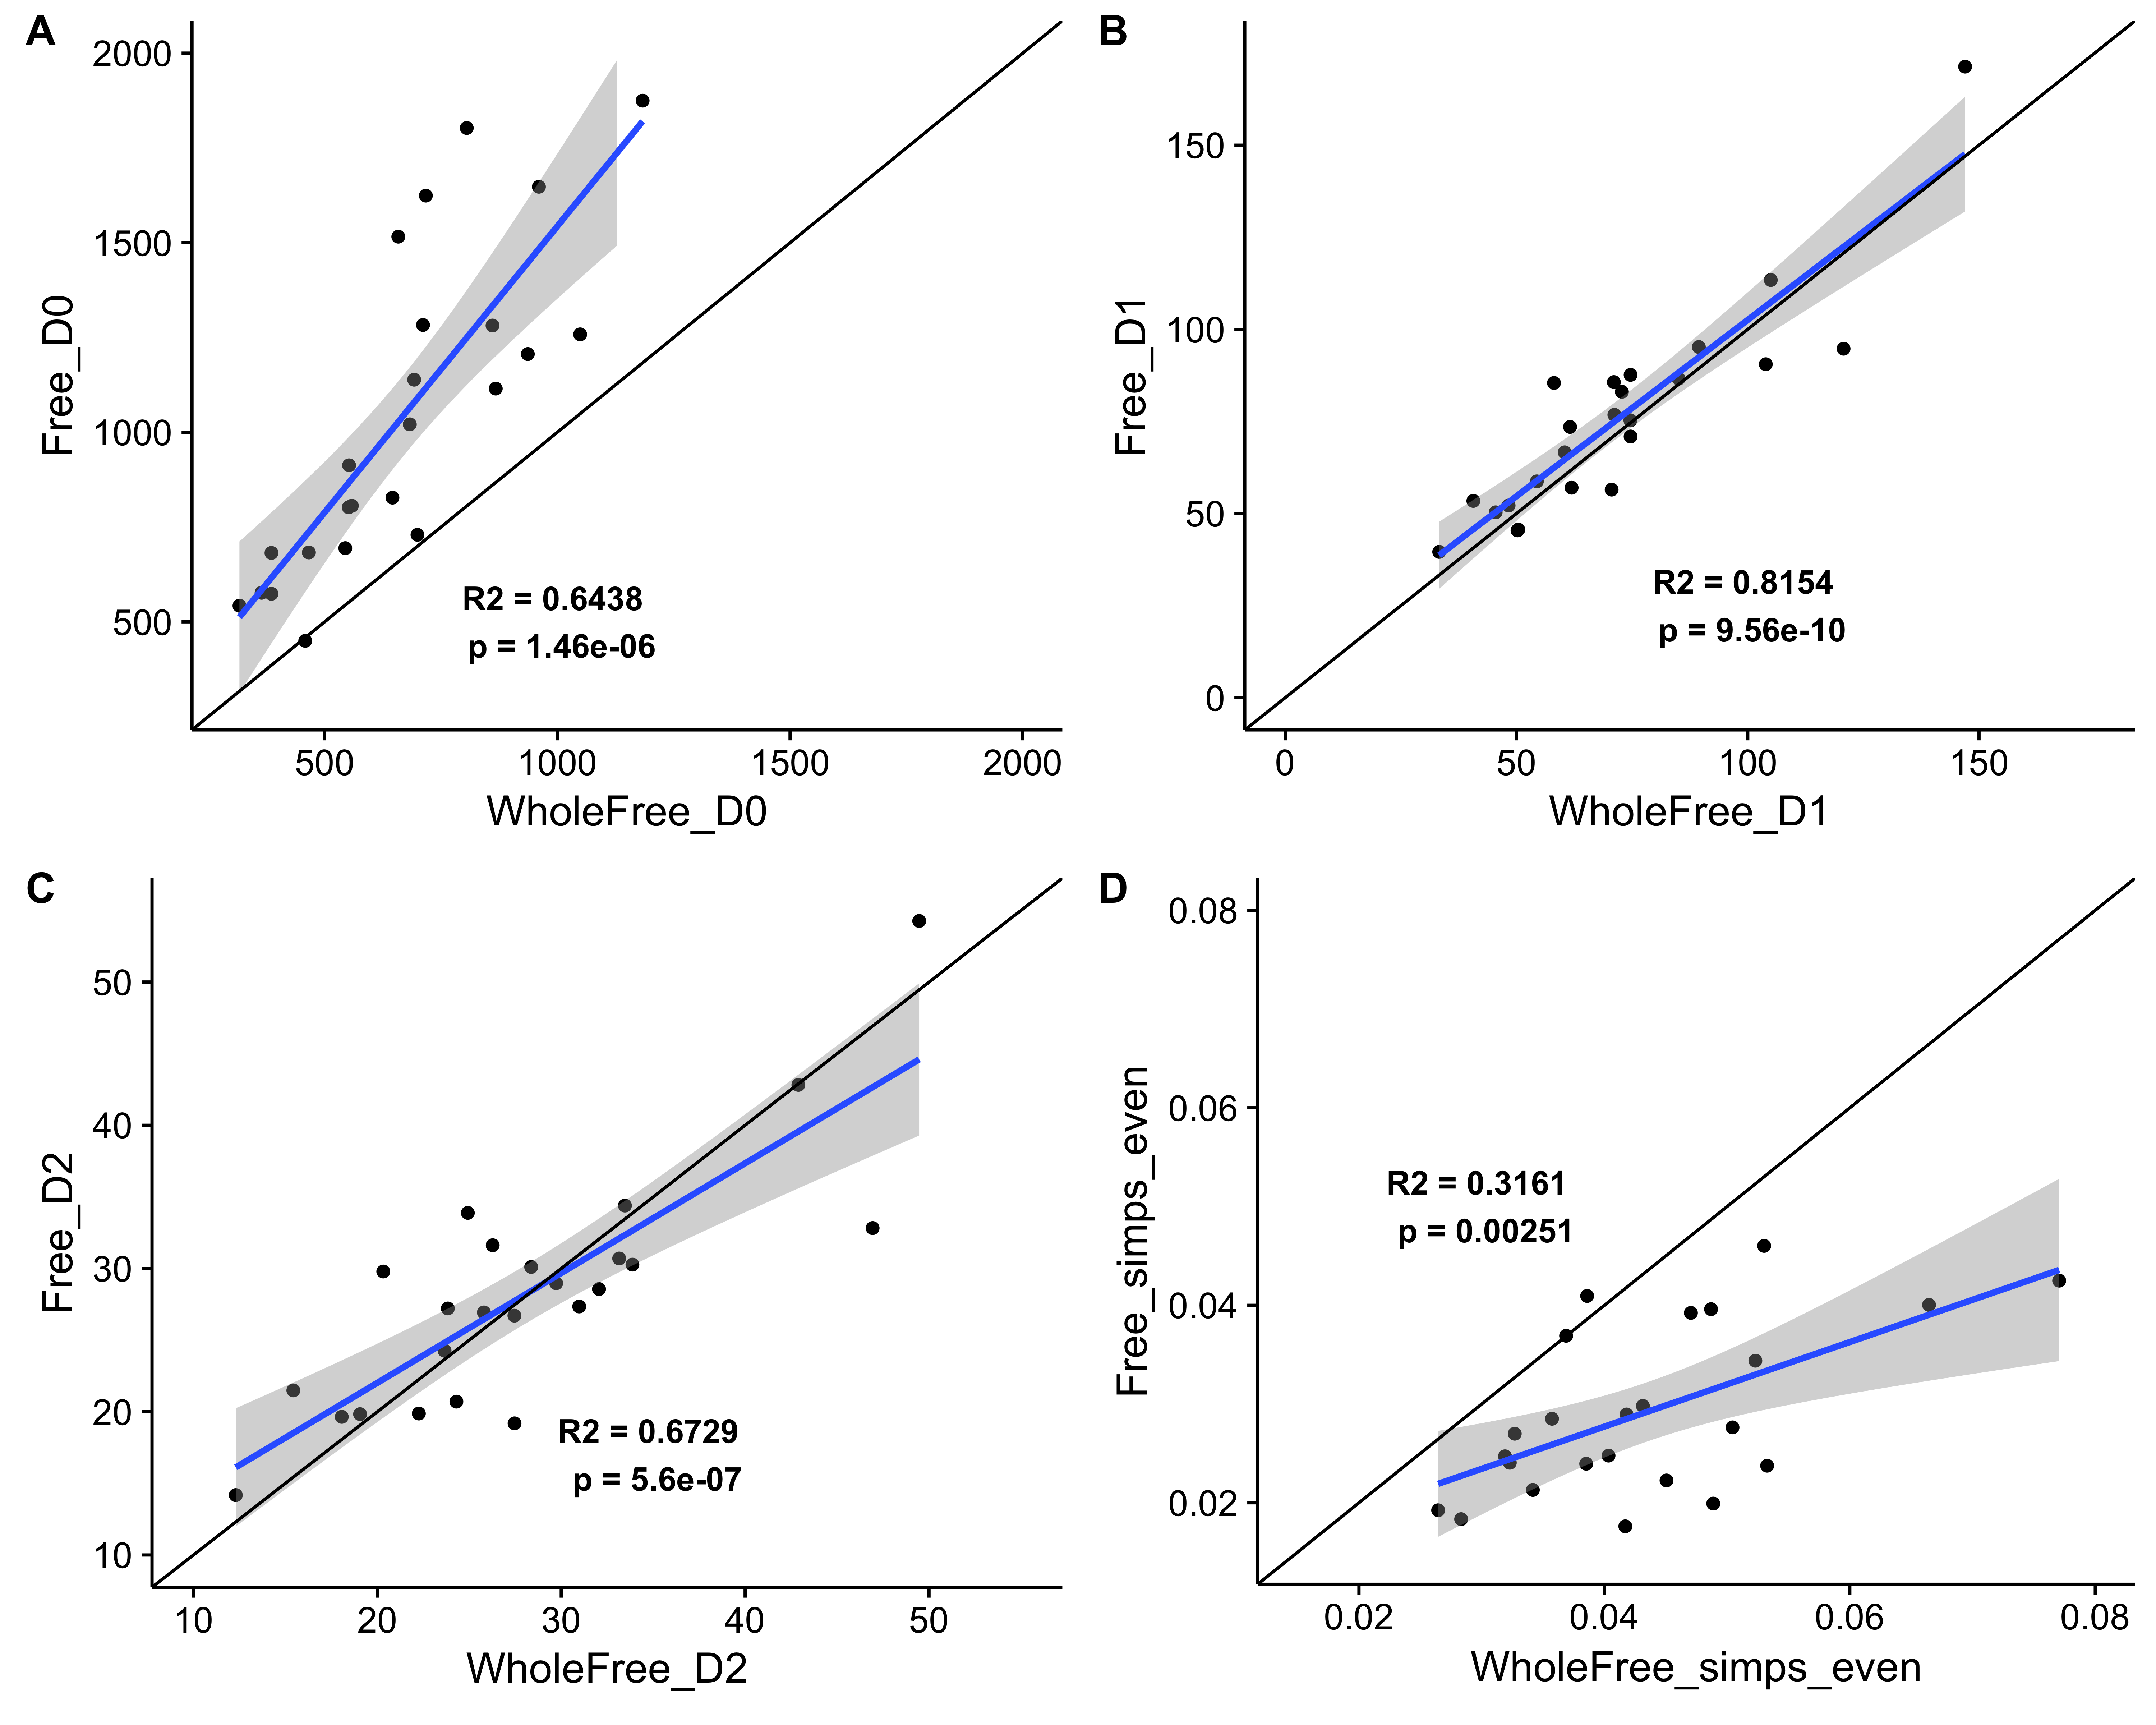 A
2000
1500
1000
500
Free_D0
R2 = 0.6438
p = 1.46e-06
500 1000 1500 2000
WholeFree_D0
B
150
100
50
0
Free_D1
R2 = 0.8154
p = 9.56e-10
0 50 100 150
WholeFree_D1
C
50
40
30
20
10
Free_D2
R2 = 0.6729
p = 5.6e-07
10 20 30 40 50
WholeFree_D2
D
0.08
0.06
0.04
0.02
Free_simps_even
R2 = 0.3161
p = 0.00251
0.02 0.04 0.06 0.08
WholeFree_simps_even